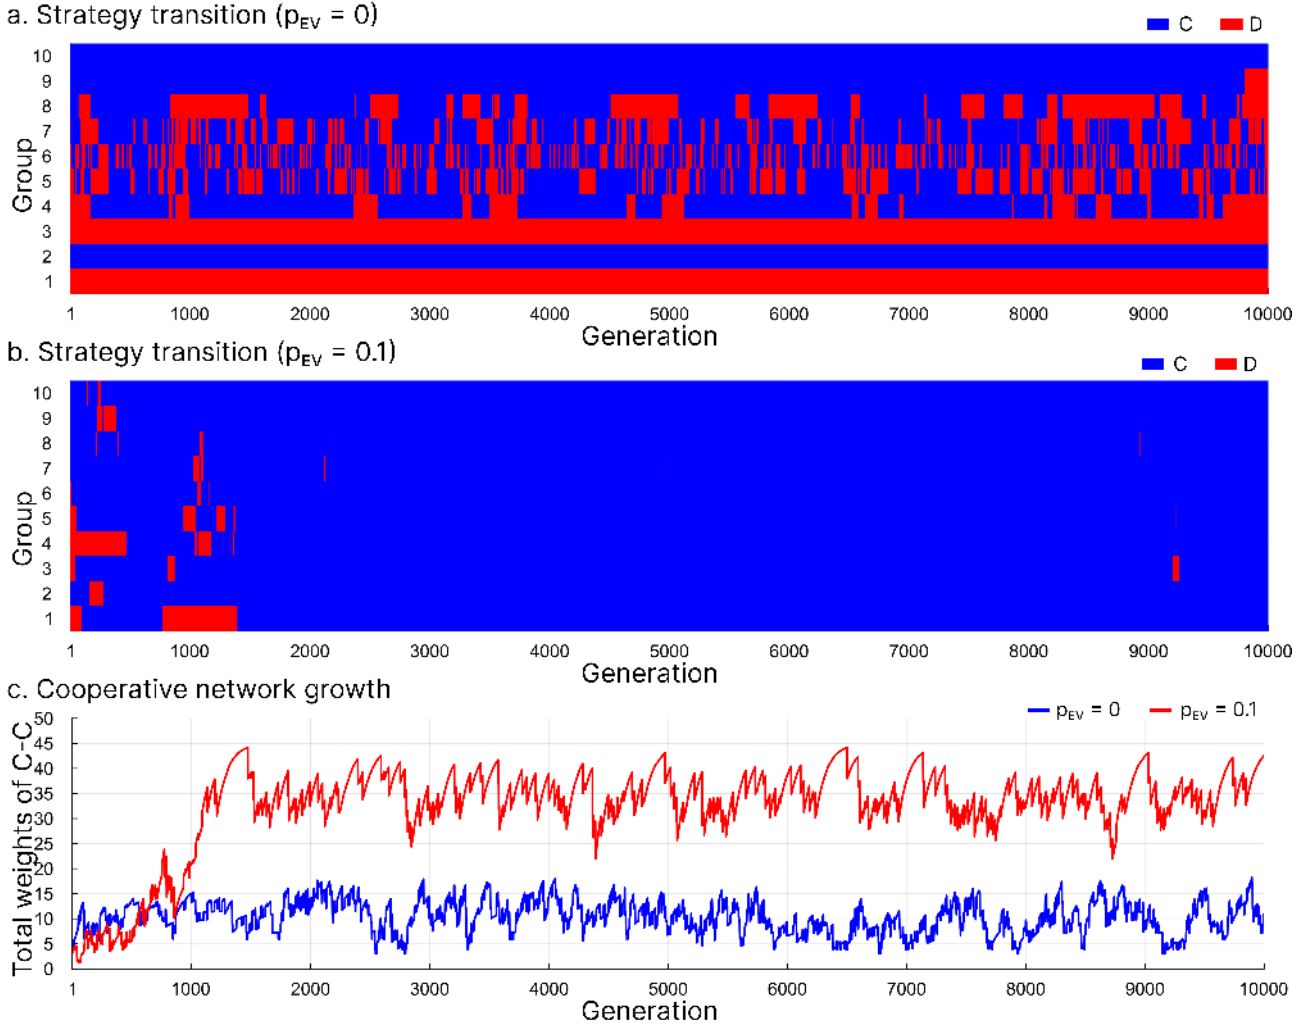 a. Strategy transition (pEV = 0)
C D
Group
10
9
8
7
6
5
4
3
2
1
1 1000 2000 3000 4000 5000 6000 7000 8000 9000 10000
Generation
b. Strategy transition (pEV = 0.1)
C D
Group
10
9
8
7
6
5
4
3
2
1
1 1000 2000 3000 4000 5000 6000 7000 8000 9000 10000
Generation
c. Cooperative network growth
pEV = 0 pEV = 0.1
Total weights of C-C
50
45
40
35
30
25
20
15
10
5
0
1 1000 2000 3000 4000 5000 6000 7000 8000 9000 10000
Generation